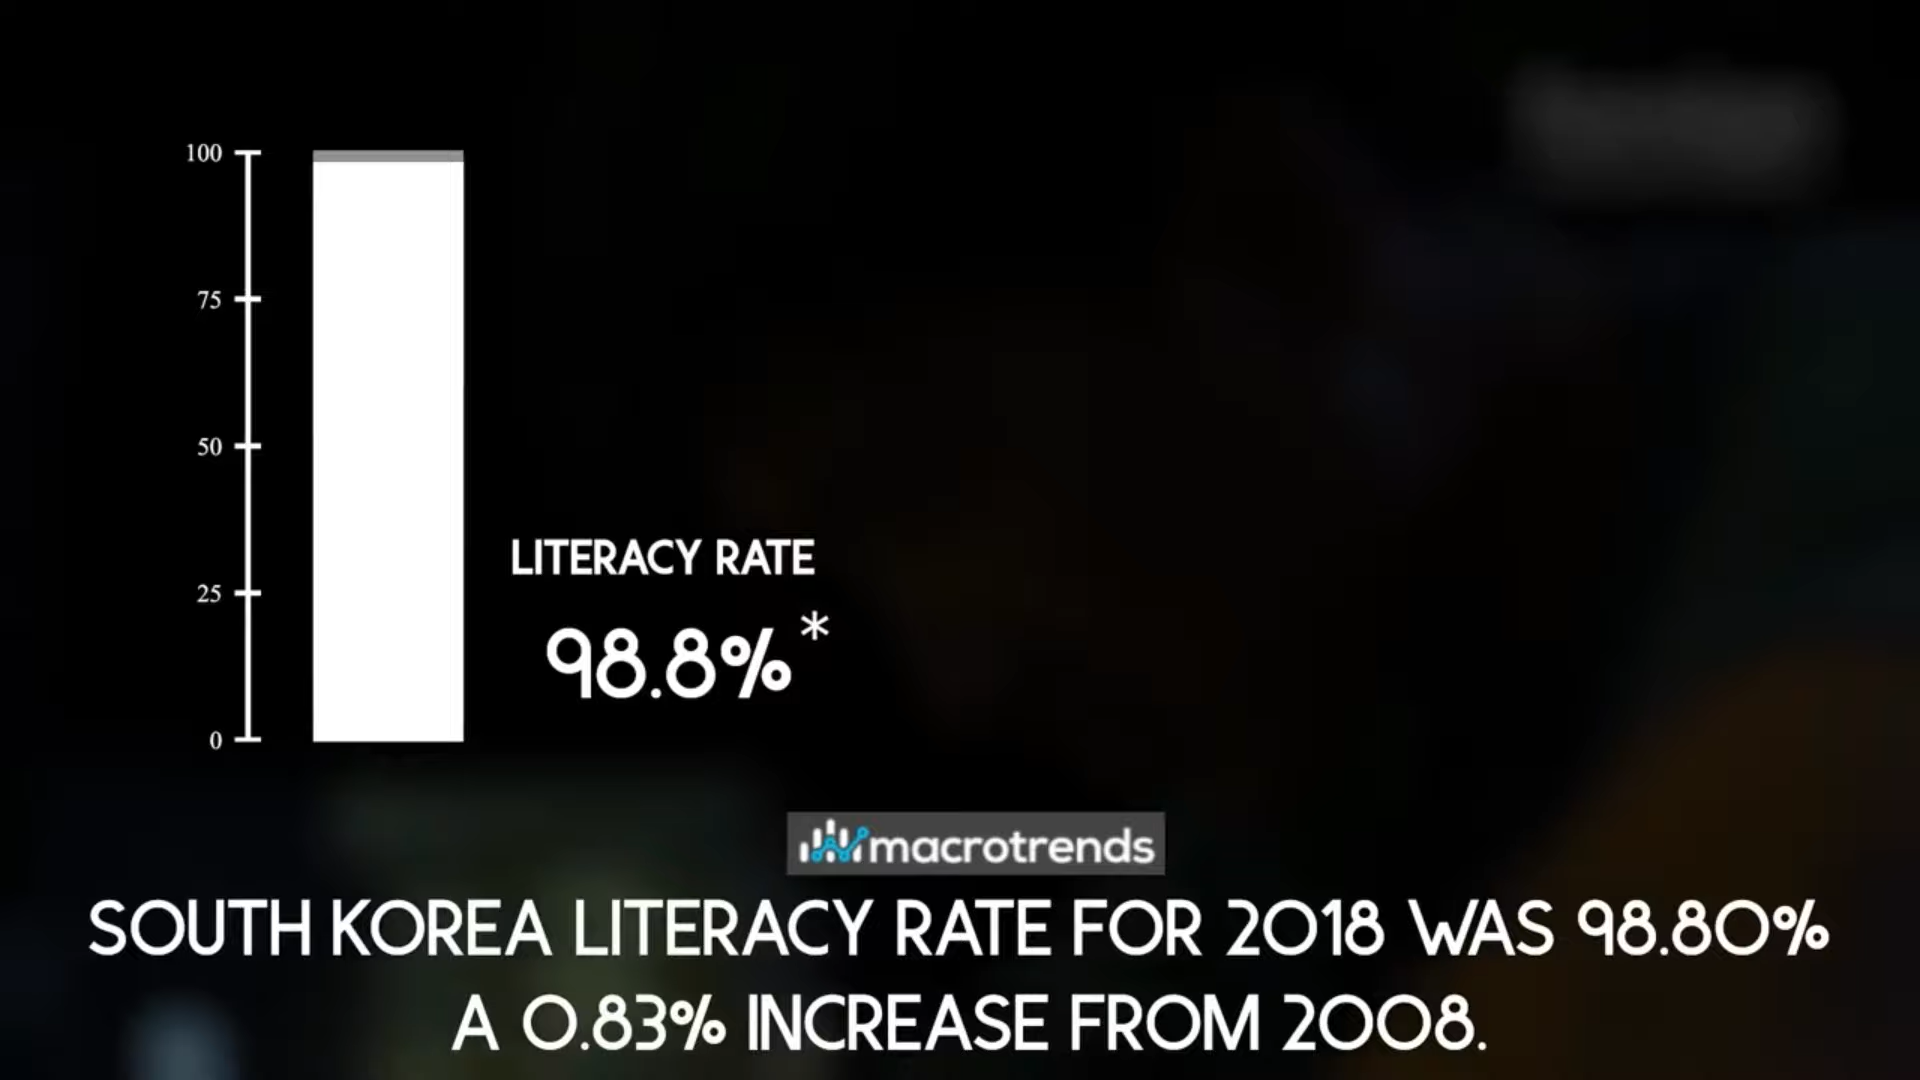 100
75
50
25
0
LITERACY RATE
98.8%*
macrotrends
SOUTH KOREA LITERACY RATE FOR 2018 WAS 98.80%
A 0.83% INCREASE FROM 2008.